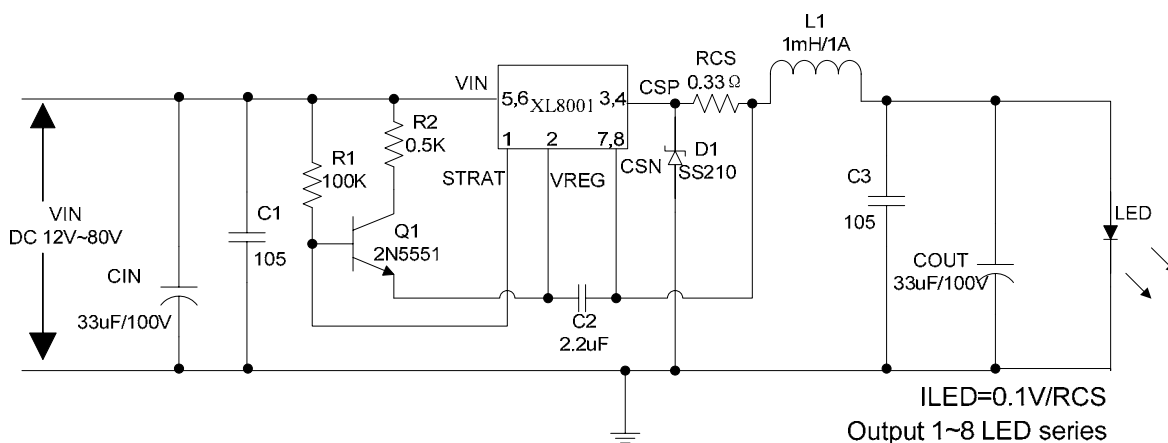 L1
1mH/1A
RCS
0.33Ω
VIN
5,6
XL8001
3,4
CSP
1
2
7,8
R2
0.5K
R1
100K
STRAT
VREG
CSN
D1
SS210
VIN
DC 12V~80V
C1
105
Q1
2N5551
C3
105
LED
CIN
33uF/100V
COUT
33uF/100V
C2
2.2uF
ILED=0.1V/RCS
Output 1~8 LED series